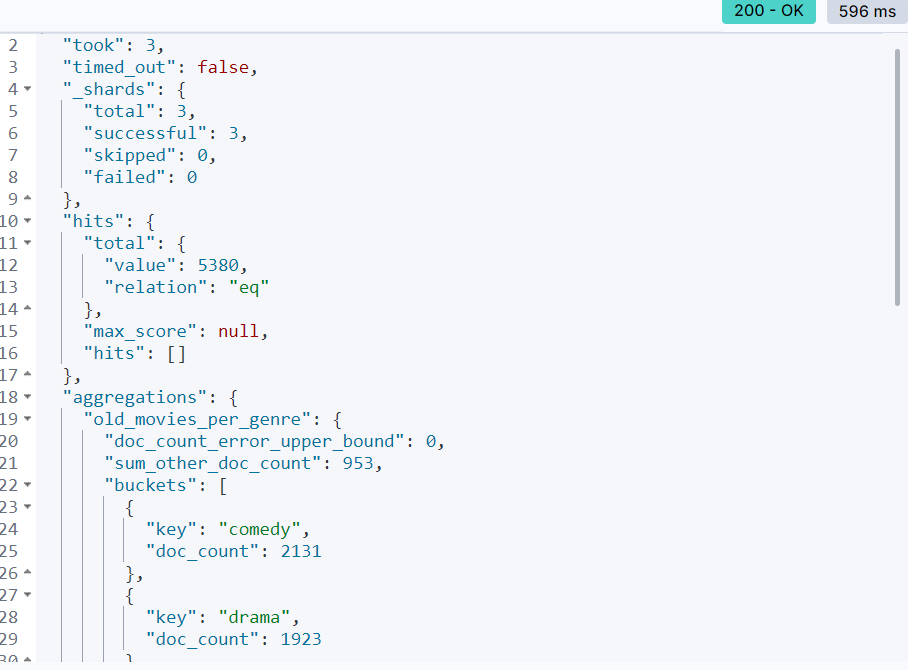 200 - OK 596 ms
2 "took": 3,
3 "timed_out": false,
4 "_shards": {
5 "total": 3,
6 "successful": 3,
7 "skipped": 0,
8 "failed": 0
9 },
10 "hits": {
11 "total": {
12 "value": 5380,
13 "relation": "eq"
14 },
15 "max_score": null,
16 "hits": []
17 },
18 "aggregations": {
19 "old_movies_per_genre": {
20 "doc_count_error_upper_bound": 0,
21 "sum_other_doc_count": 953,
22 "buckets": [
23 {
24 "key": "comedy",
25 "doc_count": 2131
26 },
27 {
28 "key": "drama",
29 "doc_count": 1923
30 }